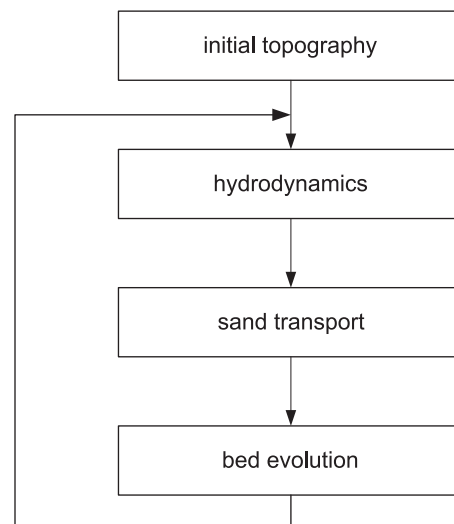 initial topography
hydrodynamics
sand transport
bed evolution